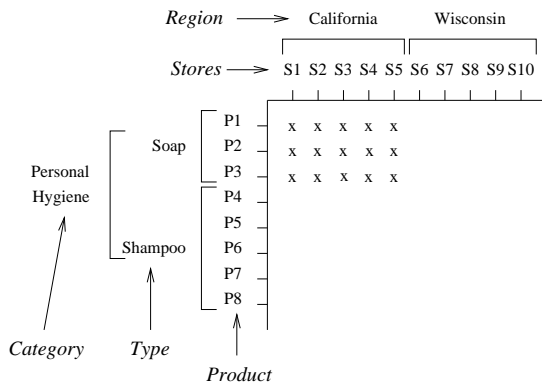 Region California Wisconsin
Stores S1 S2 S3 S4 S5 S6 S7 S8 S9 S10
P1 x x x x x
Soap P2 x x x x x
Personal P3 x x x x x
Hygiene P4
P5
Shampoo P6
P7
P8
Category Type
Product